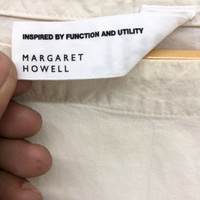 INSPIRED BY FUNCTION AND UTILITY
MARGARET
HOWELL